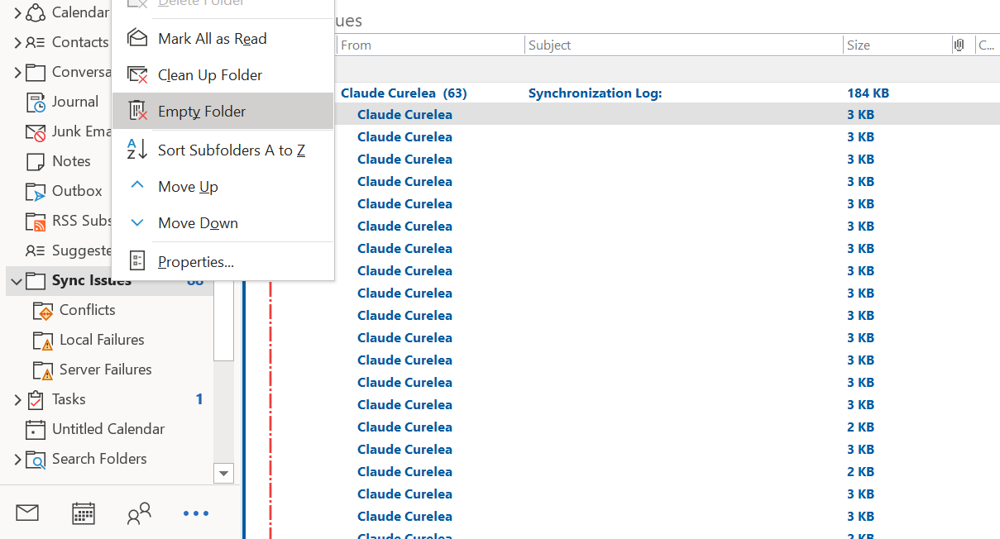 Calendar
Contacts
Conversa
Journal
Junk Ema
Notes
Outbox
RSS Subs
Suggeste
Sync Issues
Conflicts
Local Failures
Server Failures
Tasks 1
Untitled Calendar
Search Folders
Delete Folder
Mark All as Read
Clean Up Folder
Empty Folder
Sort Subfolders A to Z
Move Up
Move Down
Properties...
ues
From Subject Size C...
Claude Curelea (63) Synchronization Log: 184 KB
Claude Curelea 3 KB
Claude Curelea 3 KB
Claude Curelea 3 KB
Claude Curelea 3 KB
Claude Curelea 3 KB
Claude Curelea 3 KB
Claude Curelea 3 KB
Claude Curelea 3 KB
Claude Curelea 3 KB
Claude Curelea 3 KB
Claude Curelea 3 KB
Claude Curelea 3 KB
Claude Curelea 3 KB
Claude Curelea 3 KB
Claude Curelea 2 KB
Claude Curelea 3 KB
Claude Curelea 2 KB
Claude Curelea 3 KB
Claude Curelea 3 KB
Claude Curelea 2 KB